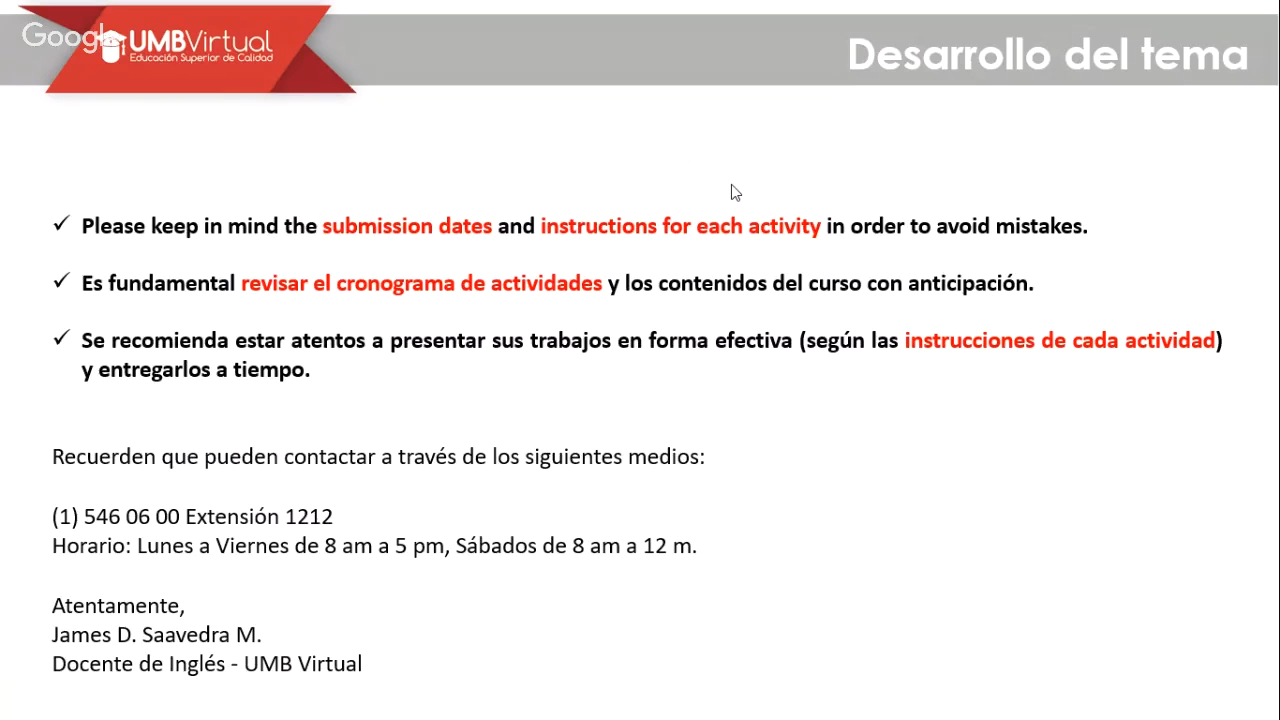 Google
UMBVirtual
Educación Superior de Calidad
Desarrollo del tema
✓ Please keep in mind the submission dates and instructions for each activity in order to avoid mistakes.
✓ Es fundamental revisar el cronograma de actividades y los contenidos del curso con anticipación.
✓ Se recomienda estar atentos a presentar sus trabajos en forma efectiva (según las instrucciones de cada actividad)
y entregarlos a tiempo.
Recuerden que pueden contactar a través de los siguientes medios:
(1) 546 06 00 Extensión 1212
Horario: Lunes a Viernes de 8 am a 5 pm, Sábados de 8 am a 12 m.
Atentamente,
James D. Saavedra M.
Docente de Inglés - UMB Virtual